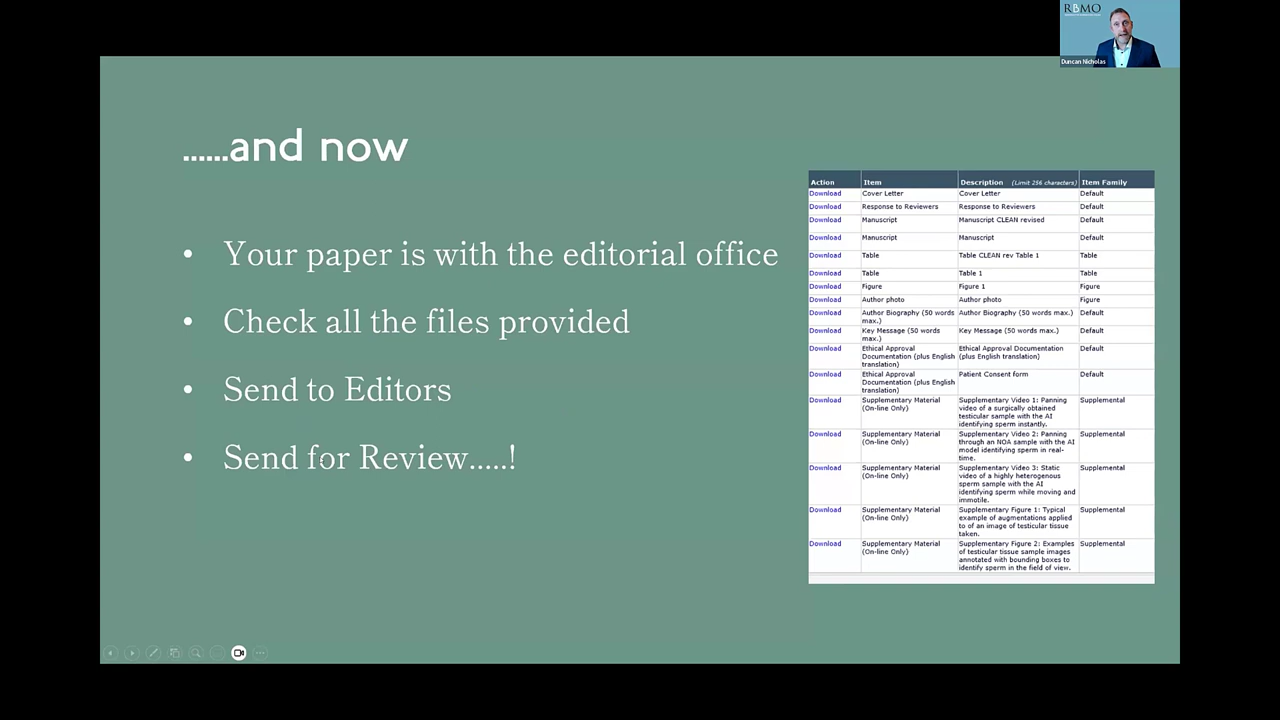 RBMO
Duncan Nicholas
......and now
• Your paper is with the editorial office
• Check all the files provided
• Send to Editors
• Send for Review.....!
Action Item Description (Limit 256 characters) Item Family
Download Cover Letter Cover Letter Default
Download Response to Reviewers Response to Reviewers Default
Download Manuscript Manuscript CLEAN revised Default
Download Manuscript Manuscript Default
Download Table Table CLEAN rev Table 1 Table
Download Table Table 1 Table
Download Figure Figure 1 Figure
Download Author photo Author photo Figure
Download Author Biography (50 words Author Biography (50 words max.) Default
max.)
Download Key Message (50 words Key Message (50 words max.) Default
max.)
Download Ethical Approval Ethical Approval Documentation Default
Documentation (plus English (plus English translation)
translation)
Download Ethical Approval Patient Consent form Default
Documentation (plus English
translation)
Download Supplementary Material Supplementary Video 1: Panning Supplemental
(On-line Only) video of a surgically obtained
testicular sample with the AI
identifying sperm instantly.
Download Supplementary Material Supplementary Video 2: Panning Supplemental
(On-line Only) through an NOA sample with the AI
model identifying sperm in real-
time.
Download Supplementary Material Supplementary Video 3: Static Supplemental
(On-line Only) video of a highly heterogenous
sperm sample with the AI
identifying sperm while moving and
immotile.
Download Supplementary Material Supplementary Figure 1: Typical Supplemental
(On-line Only) example of augmentations applied
to of an image of testicular tissue
taken.
Download Supplementary Material Supplementary Figure 2: Examples Supplemental
(On-line Only) of testicular tissue sample images
annotated with bounding boxes to
identify sperm in the field of view.